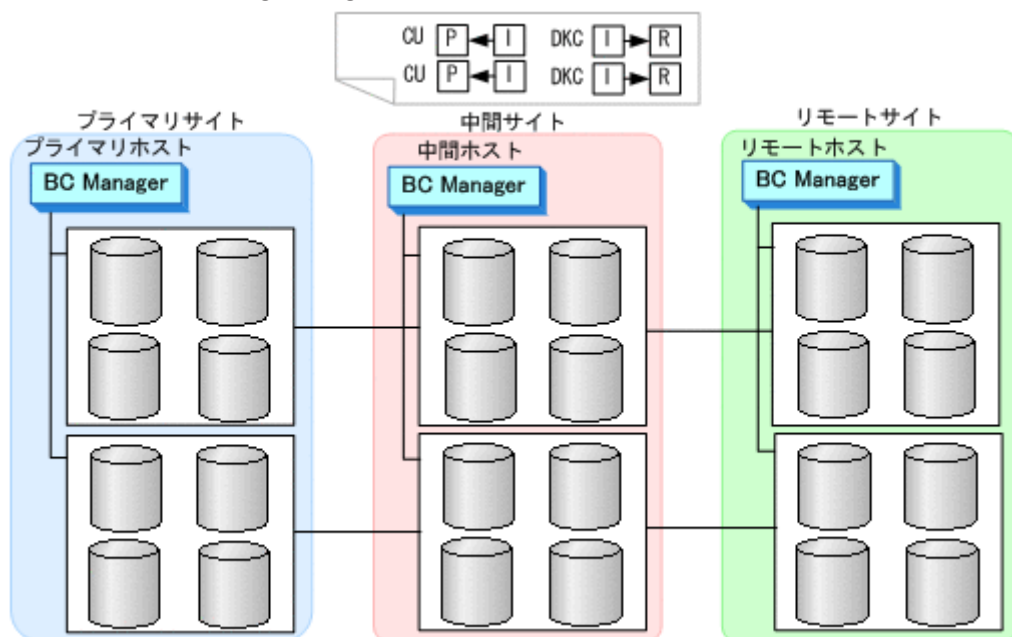 CU P I DKC I R
CU P I DKC I R
プライマリサイト 中間サイト リモートサイト
プライマリホスト 中間ホスト リモートホスト
BC Manager BC Manager BC Manager